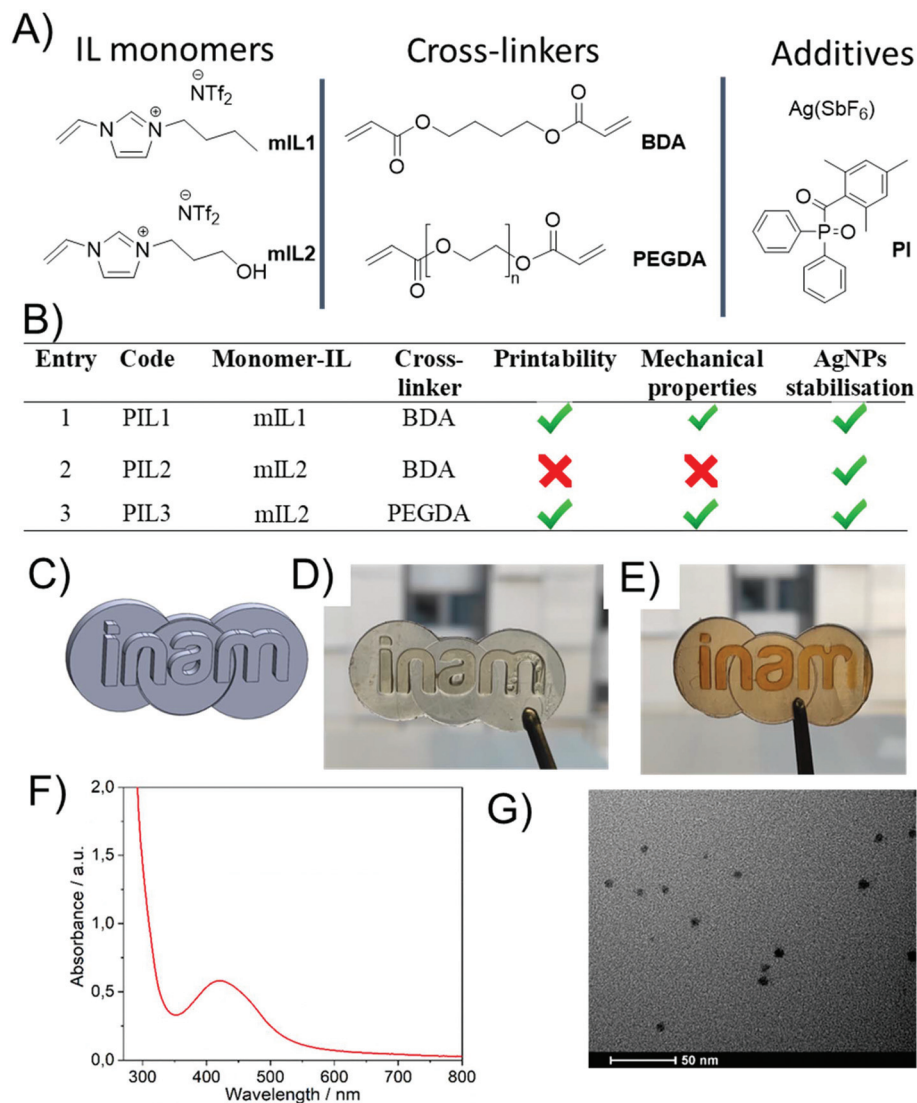 A)
IL monomers
Cross-linkers
Additives
⊖
NTf2
N
⊕
N
mIL1
⊖
NTf2
N
⊕
N
OH
mIL2
O
O
O
O
BDA
O
O
O
O
n
PEGDA
Ag(SbF6)
O
P=O
PI
B)
Entry Code Monomer-IL Cross-linker Printability Mechanical properties AgNPs stabilisation
1 PIL1 mIL1 BDA ✓ ✓ ✓
2 PIL2 mIL2 BDA ✗ ✗ ✓
3 PIL3 mIL2 PEGDA ✓ ✓ ✓
C)
inam
D)
inam
E)
inam
F)
2,0
1,5
1,0
0,5
0,0
Absorbance / a.u.
300 400 500 600 700 800
Wavelength / nm
G)
50 nm